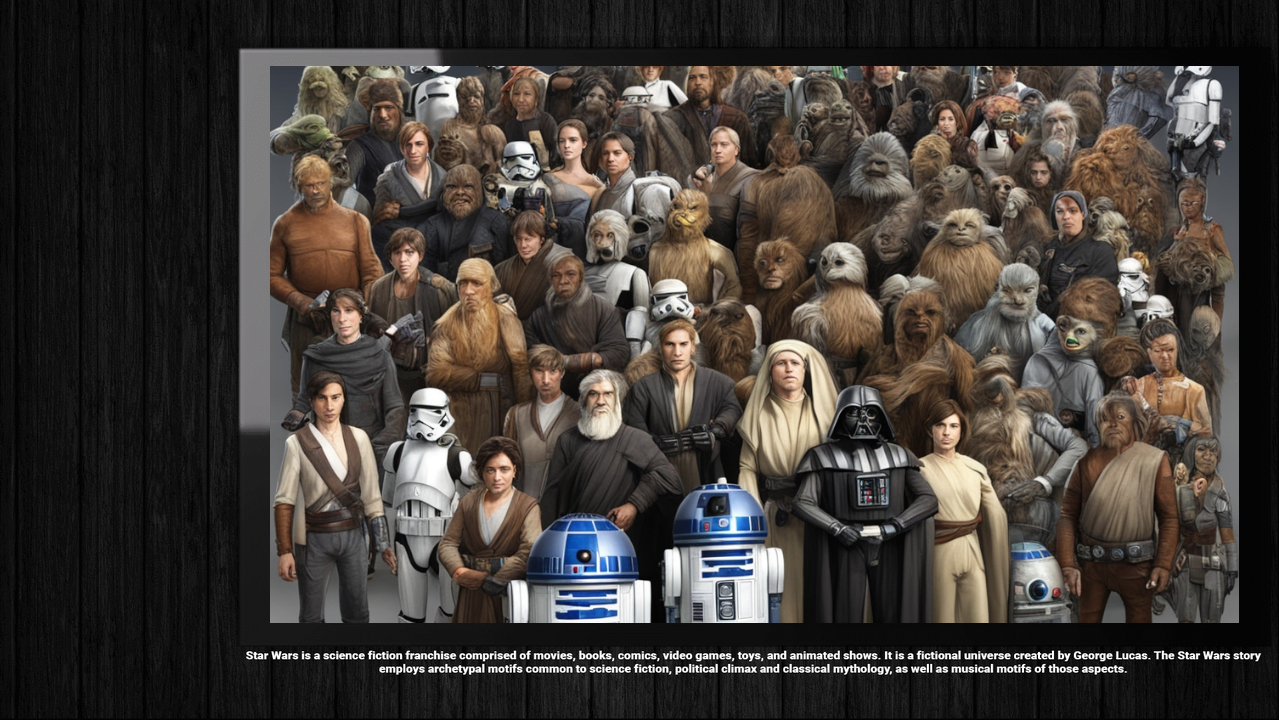 Star Wars is a science fiction franchise comprised of movies, books, comics, video games, toys, and animated shows. It is a fictional universe created by George Lucas. The Star Wars story
employs archetypal motifs common to science fiction, political climax and classical mythology, as well as musical motifs of those aspects.